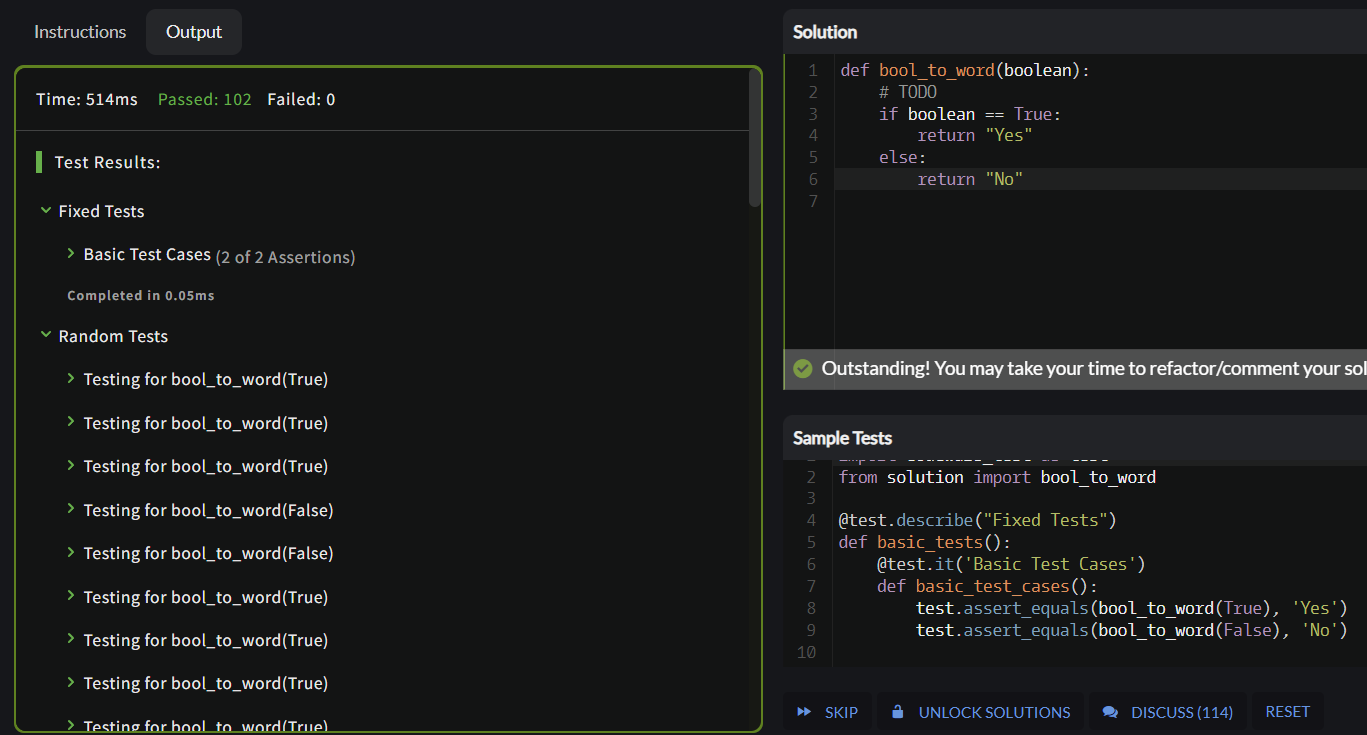 Instructions
Output
Time: 514ms Passed: 102 Failed: 0
Test Results:
Fixed Tests
Basic Test Cases (2 of 2 Assertions)
Completed in 0.05ms
Random Tests
Testing for bool_to_word(True)
Testing for bool_to_word(True)
Testing for bool_to_word(True)
Testing for bool_to_word(False)
Testing for bool_to_word(False)
Testing for bool_to_word(True)
Testing for bool_to_word(True)
Testing for bool_to_word(True)
Testing for bool_to_word(True)
Solution
1 def bool_to_word(boolean):
2     # TODO
3     if boolean == True:
4         return "Yes"
5     else:
6         return "No"
7
Outstanding! You may take your time to refactor/comment your sol
Sample Tests
2 from solution import bool_to_word
3
4 @test.describe("Fixed Tests")
5 def basic_tests():
6     @test.it('Basic Test Cases')
7     def basic_test_cases():
8         test.assert_equals(bool_to_word(True), 'Yes')
9         test.assert_equals(bool_to_word(False), 'No')
10
SKIP
UNLOCK SOLUTIONS
DISCUSS (114)
RESET